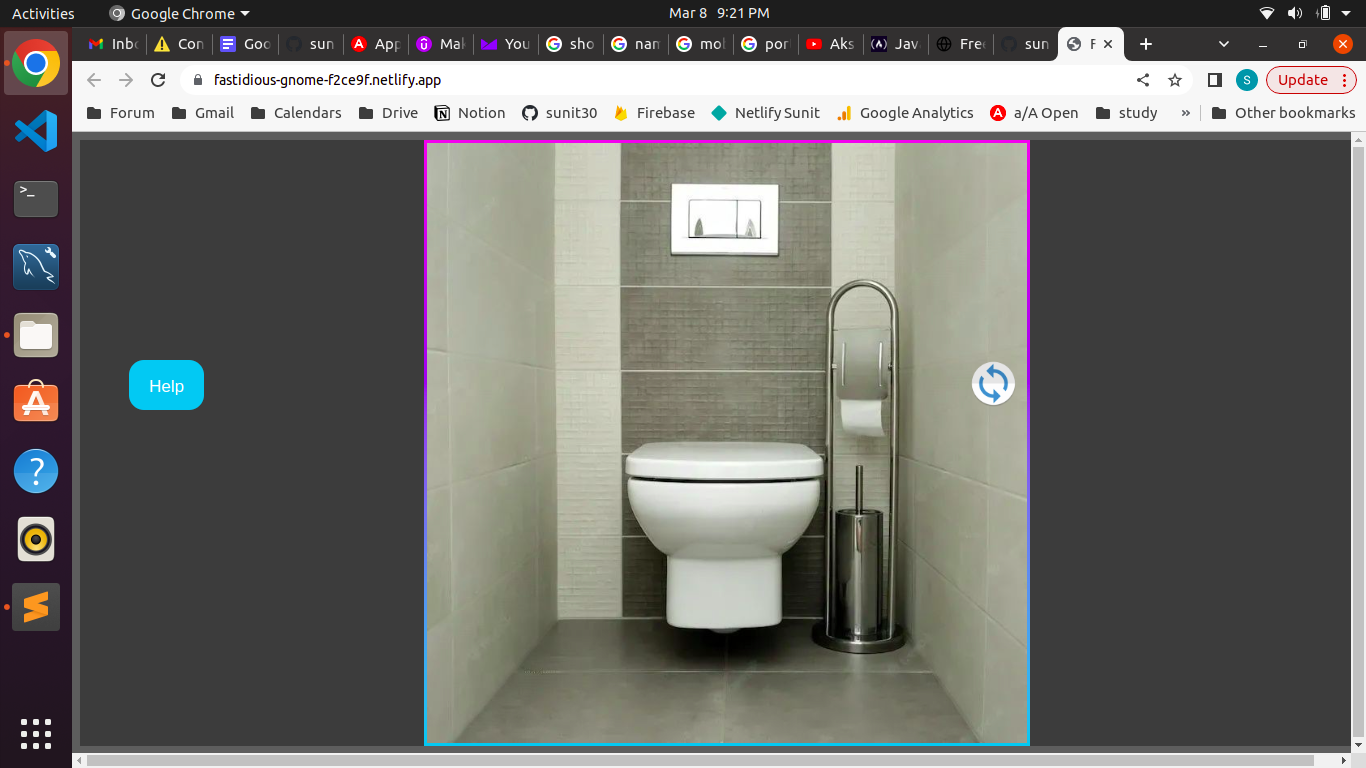 Activities Google Chrome Mar 8 9:21 PM
Inb Con Goo sun App Mak You sho nam mol por Aks Jav Free sun F
fastidious-gnome-f2ce9f.netlify.app S Update
Forum Gmail Calendars Drive Notion sunit30 Firebase Netlify Sunit Google Analytics a/A Open study » Other bookmarks
Help